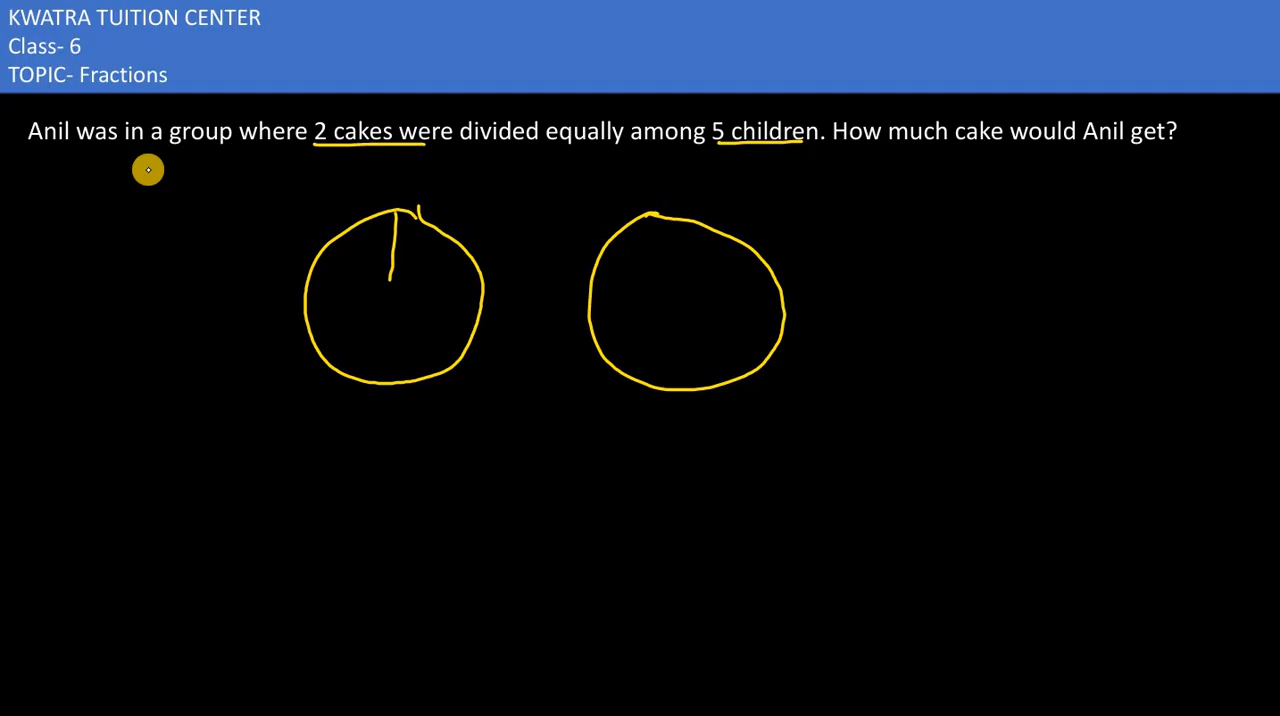 KWATRA TUITION CENTER
Class- 6
TOPIC- Fractions
Anil was in a group where 2 cakes were divided equally among 5 children. How much cake would Anil get?